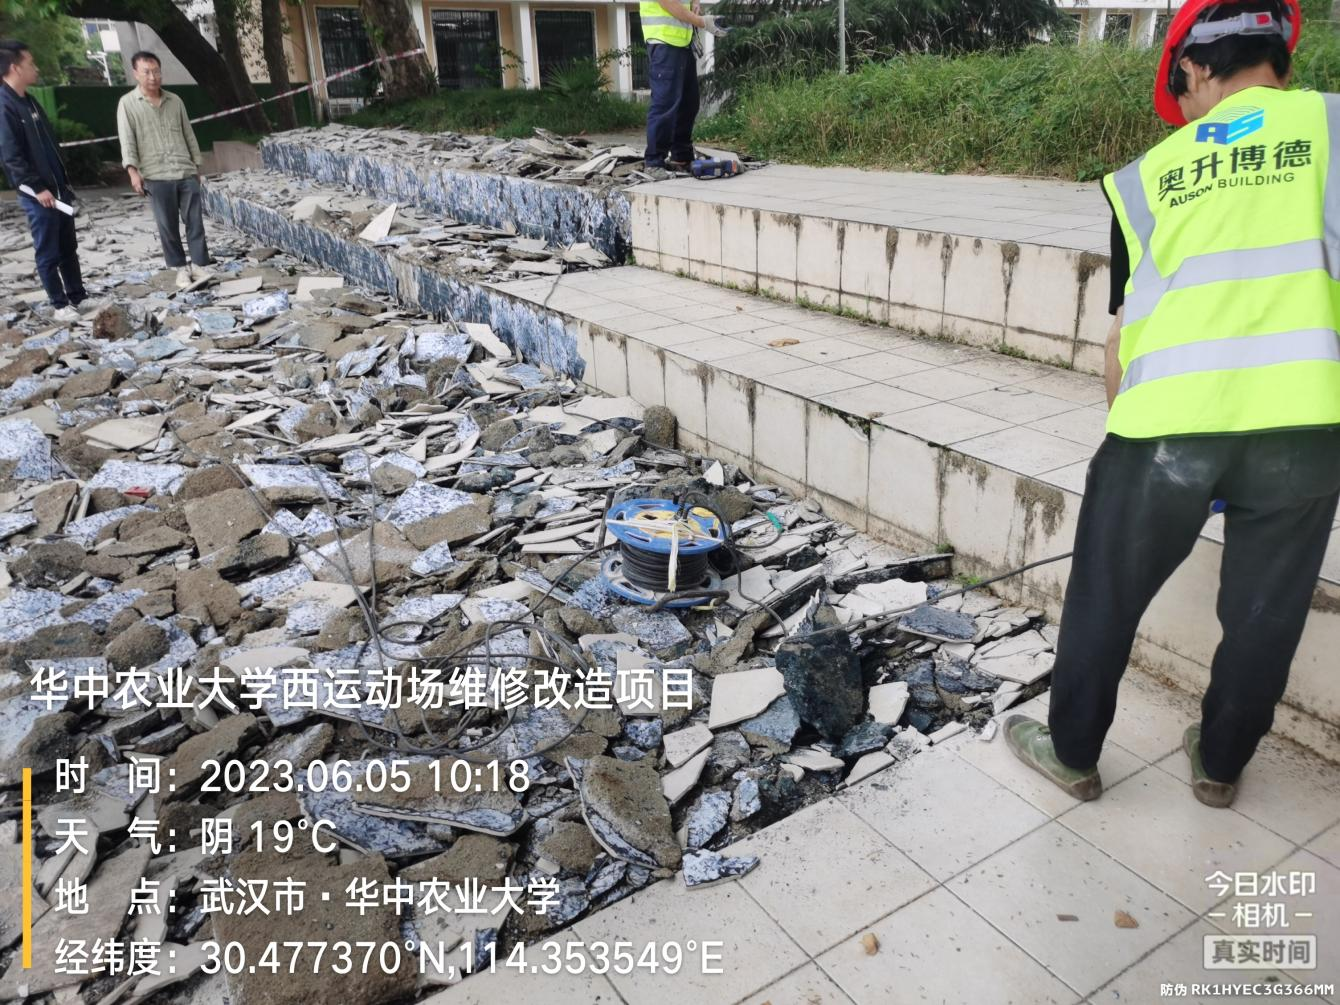 奥升博德
AUSON BUILDING
华中农业大学西运动场维修改造项目
时 间：2023.06.05 10:18
天 气：阴 19°C
地 点：武汉市·华中农业大学
经纬度：30.477370°N,114.353549°E
今日水印
相机
真实时间
防伪 RK1HYEC3G366MM